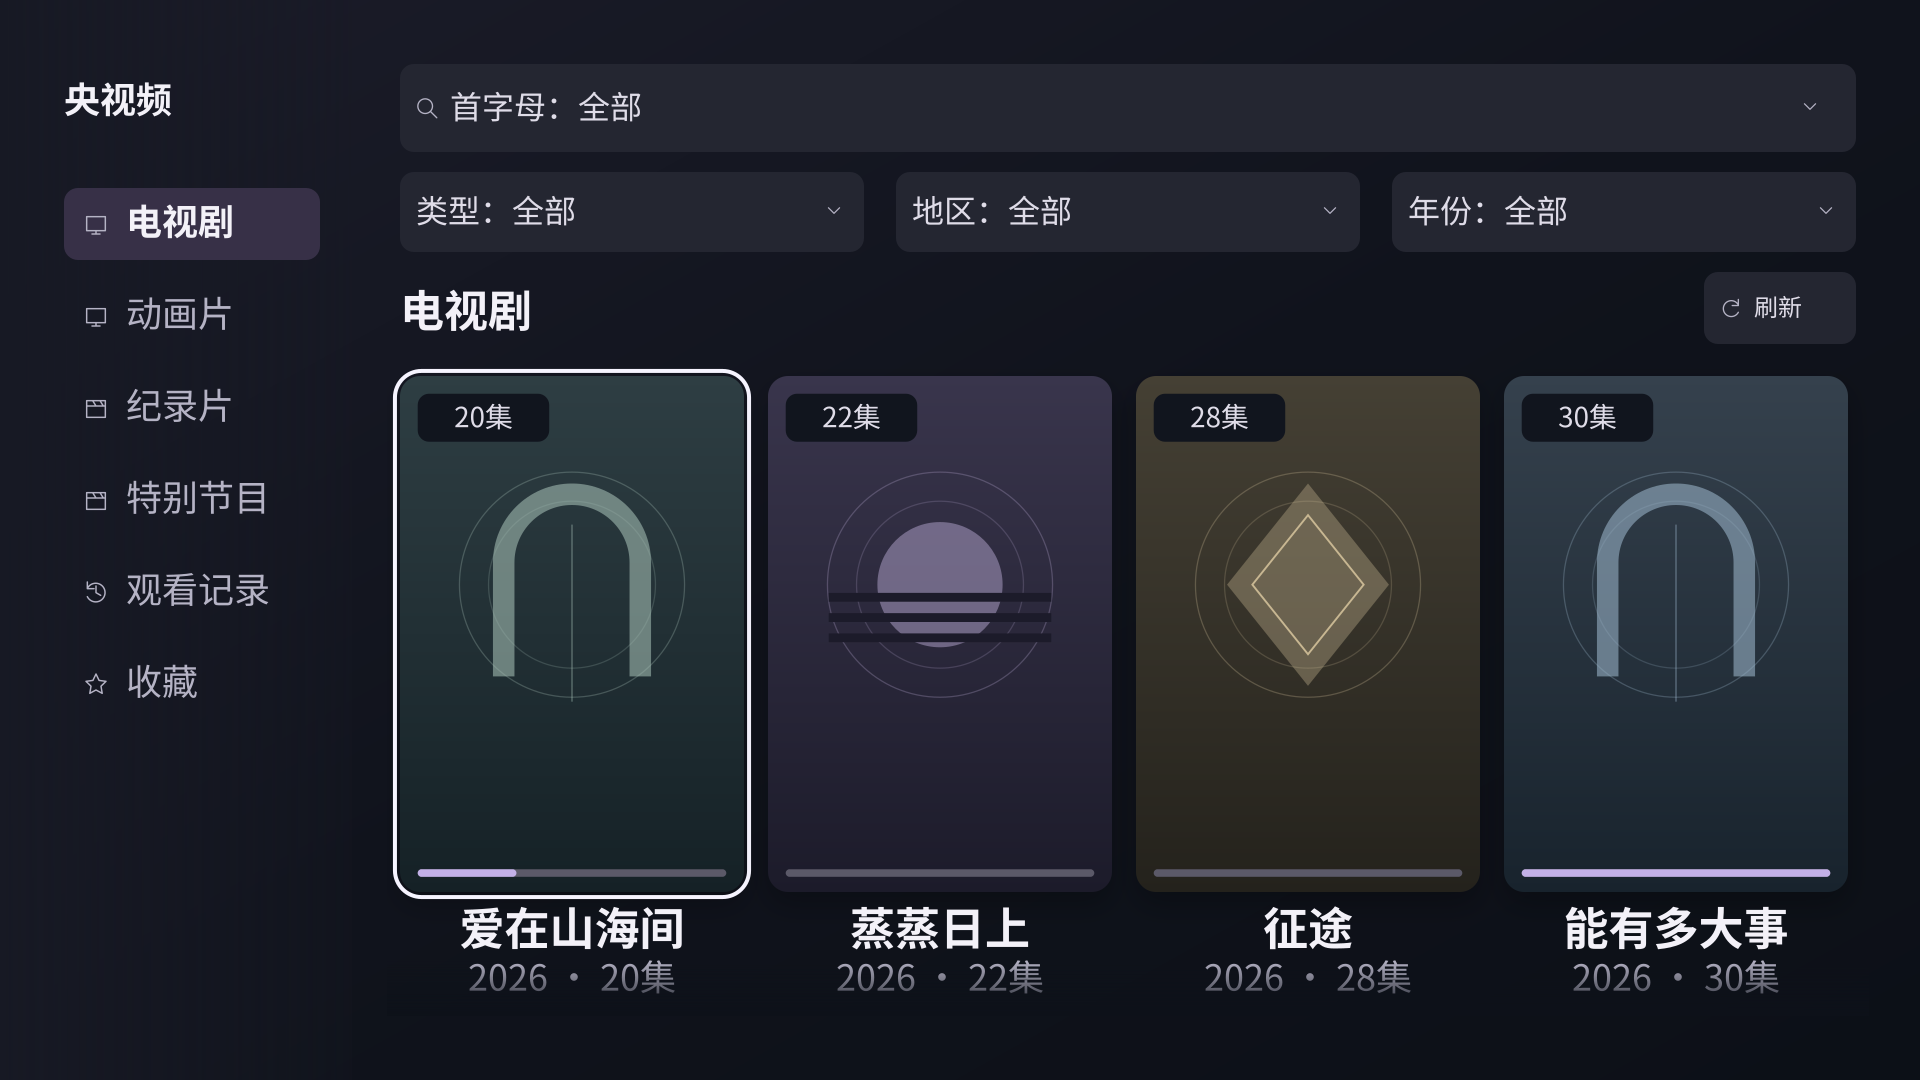 央视频
电视剧
动画片
纪录片
特别节目
观看记录
收藏
首字母：全部
类型：全部
地区：全部
年份：全部
电视剧
刷新
20集
22集
28集
30集
爱在山海间
2026 · 20集
蒸蒸日上
2026 · 22集
征途
2026 · 28集
能有多大事
2026 · 30集